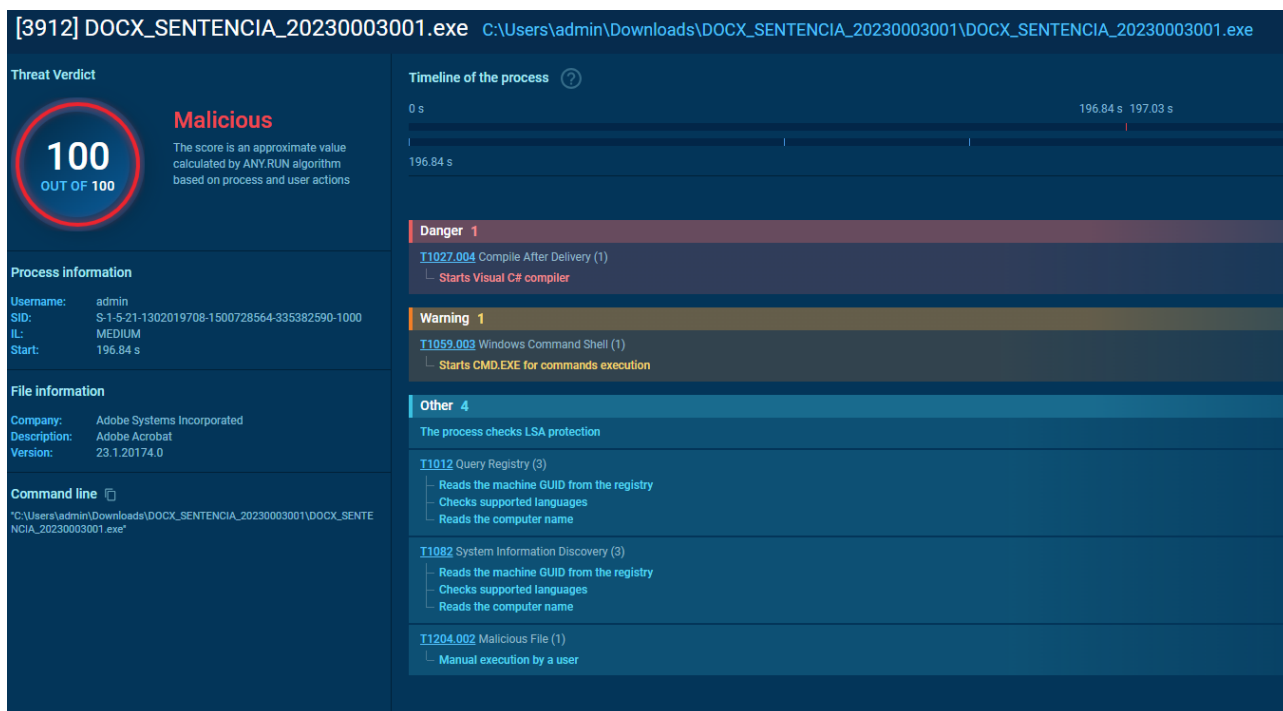 [3912] DOCX_SENTENCIA_20230003001.exe C:\Users\admin\Downloads\DOCX_SENTENCIA_20230003001\DOCX_SENTENCIA_20230003001.exe
Threat Verdict
100
OUT OF 100
Malicious
The score is an approximate value
calculated by ANY.RUN algorithm
based on process and user actions
Process information
Username: admin
SID: S-1-5-21-1302019708-1500728564-335382590-1000
IL: MEDIUM
Start: 196.84 s
File information
Company: Adobe Systems Incorporated
Description: Adobe Acrobat
Version: 23.1.20174.0
Command line
"C:\Users\admin\Downloads\DOCX_SENTENCIA_20230003001\DOCX_SENTE
NCIA_20230003001.exe"
Timeline of the process ?
0 s 196.84 s 197.03 s
196.84 s
Danger 1
T1027.004 Compile After Delivery (1)
Starts Visual C# compiler
Warning 1
T1059.003 Windows Command Shell (1)
Starts CMD.EXE for commands execution
Other 4
The process checks LSA protection
T1012 Query Registry (3)
Reads the machine GUID from the registry
Checks supported languages
Reads the computer name
T1082 System Information Discovery (3)
Reads the machine GUID from the registry
Checks supported languages
Reads the computer name
T1204.002 Malicious File (1)
Manual execution by a user